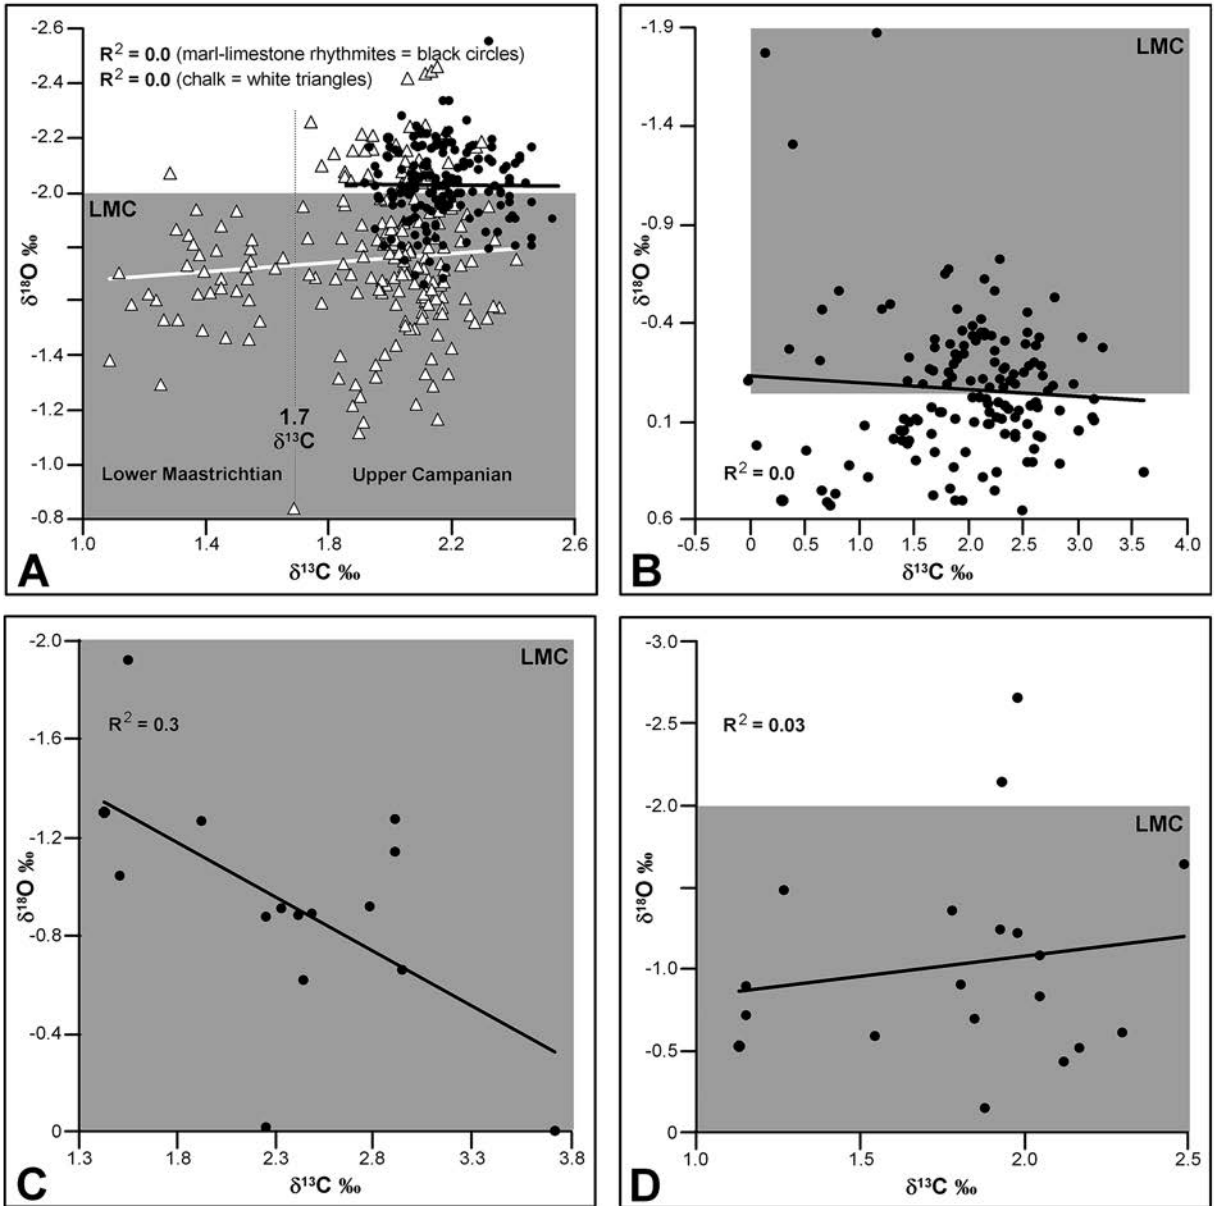 -2.6
-2.4
-2.2
-2.0
-1.4
-1.2
-1.0
-0.8
δ18O ‰
R2 = 0.0 (marl-limestone rhythmites = black circles)
R2 = 0.0 (chalk = white triangles)
LMC
1.7
δ13C
Lower Maastrichtian
Upper Campanian
1.0
1.4
1.8
2.2
2.6
δ13C ‰
A
-1.9
-1.4
-0.9
-0.4
0.1
0.6
δ18O ‰
LMC
R2 = 0.0
-0.5
0
0.5
1.0
1.5
2.0
2.5
3.0
3.5
4.0
δ13C ‰
B
-2.0
-1.6
-1.2
-0.8
-0.4
0
δ18O ‰
LMC
R2 = 0.3
1.3
1.8
2.3
2.8
3.3
3.8
δ13C ‰
C
-3.0
-2.5
-2.0
-1.0
-0.5
0
δ18O ‰
R2 = 0.03
LMC
1.0
1.5
2.0
2.5
δ13C ‰
D